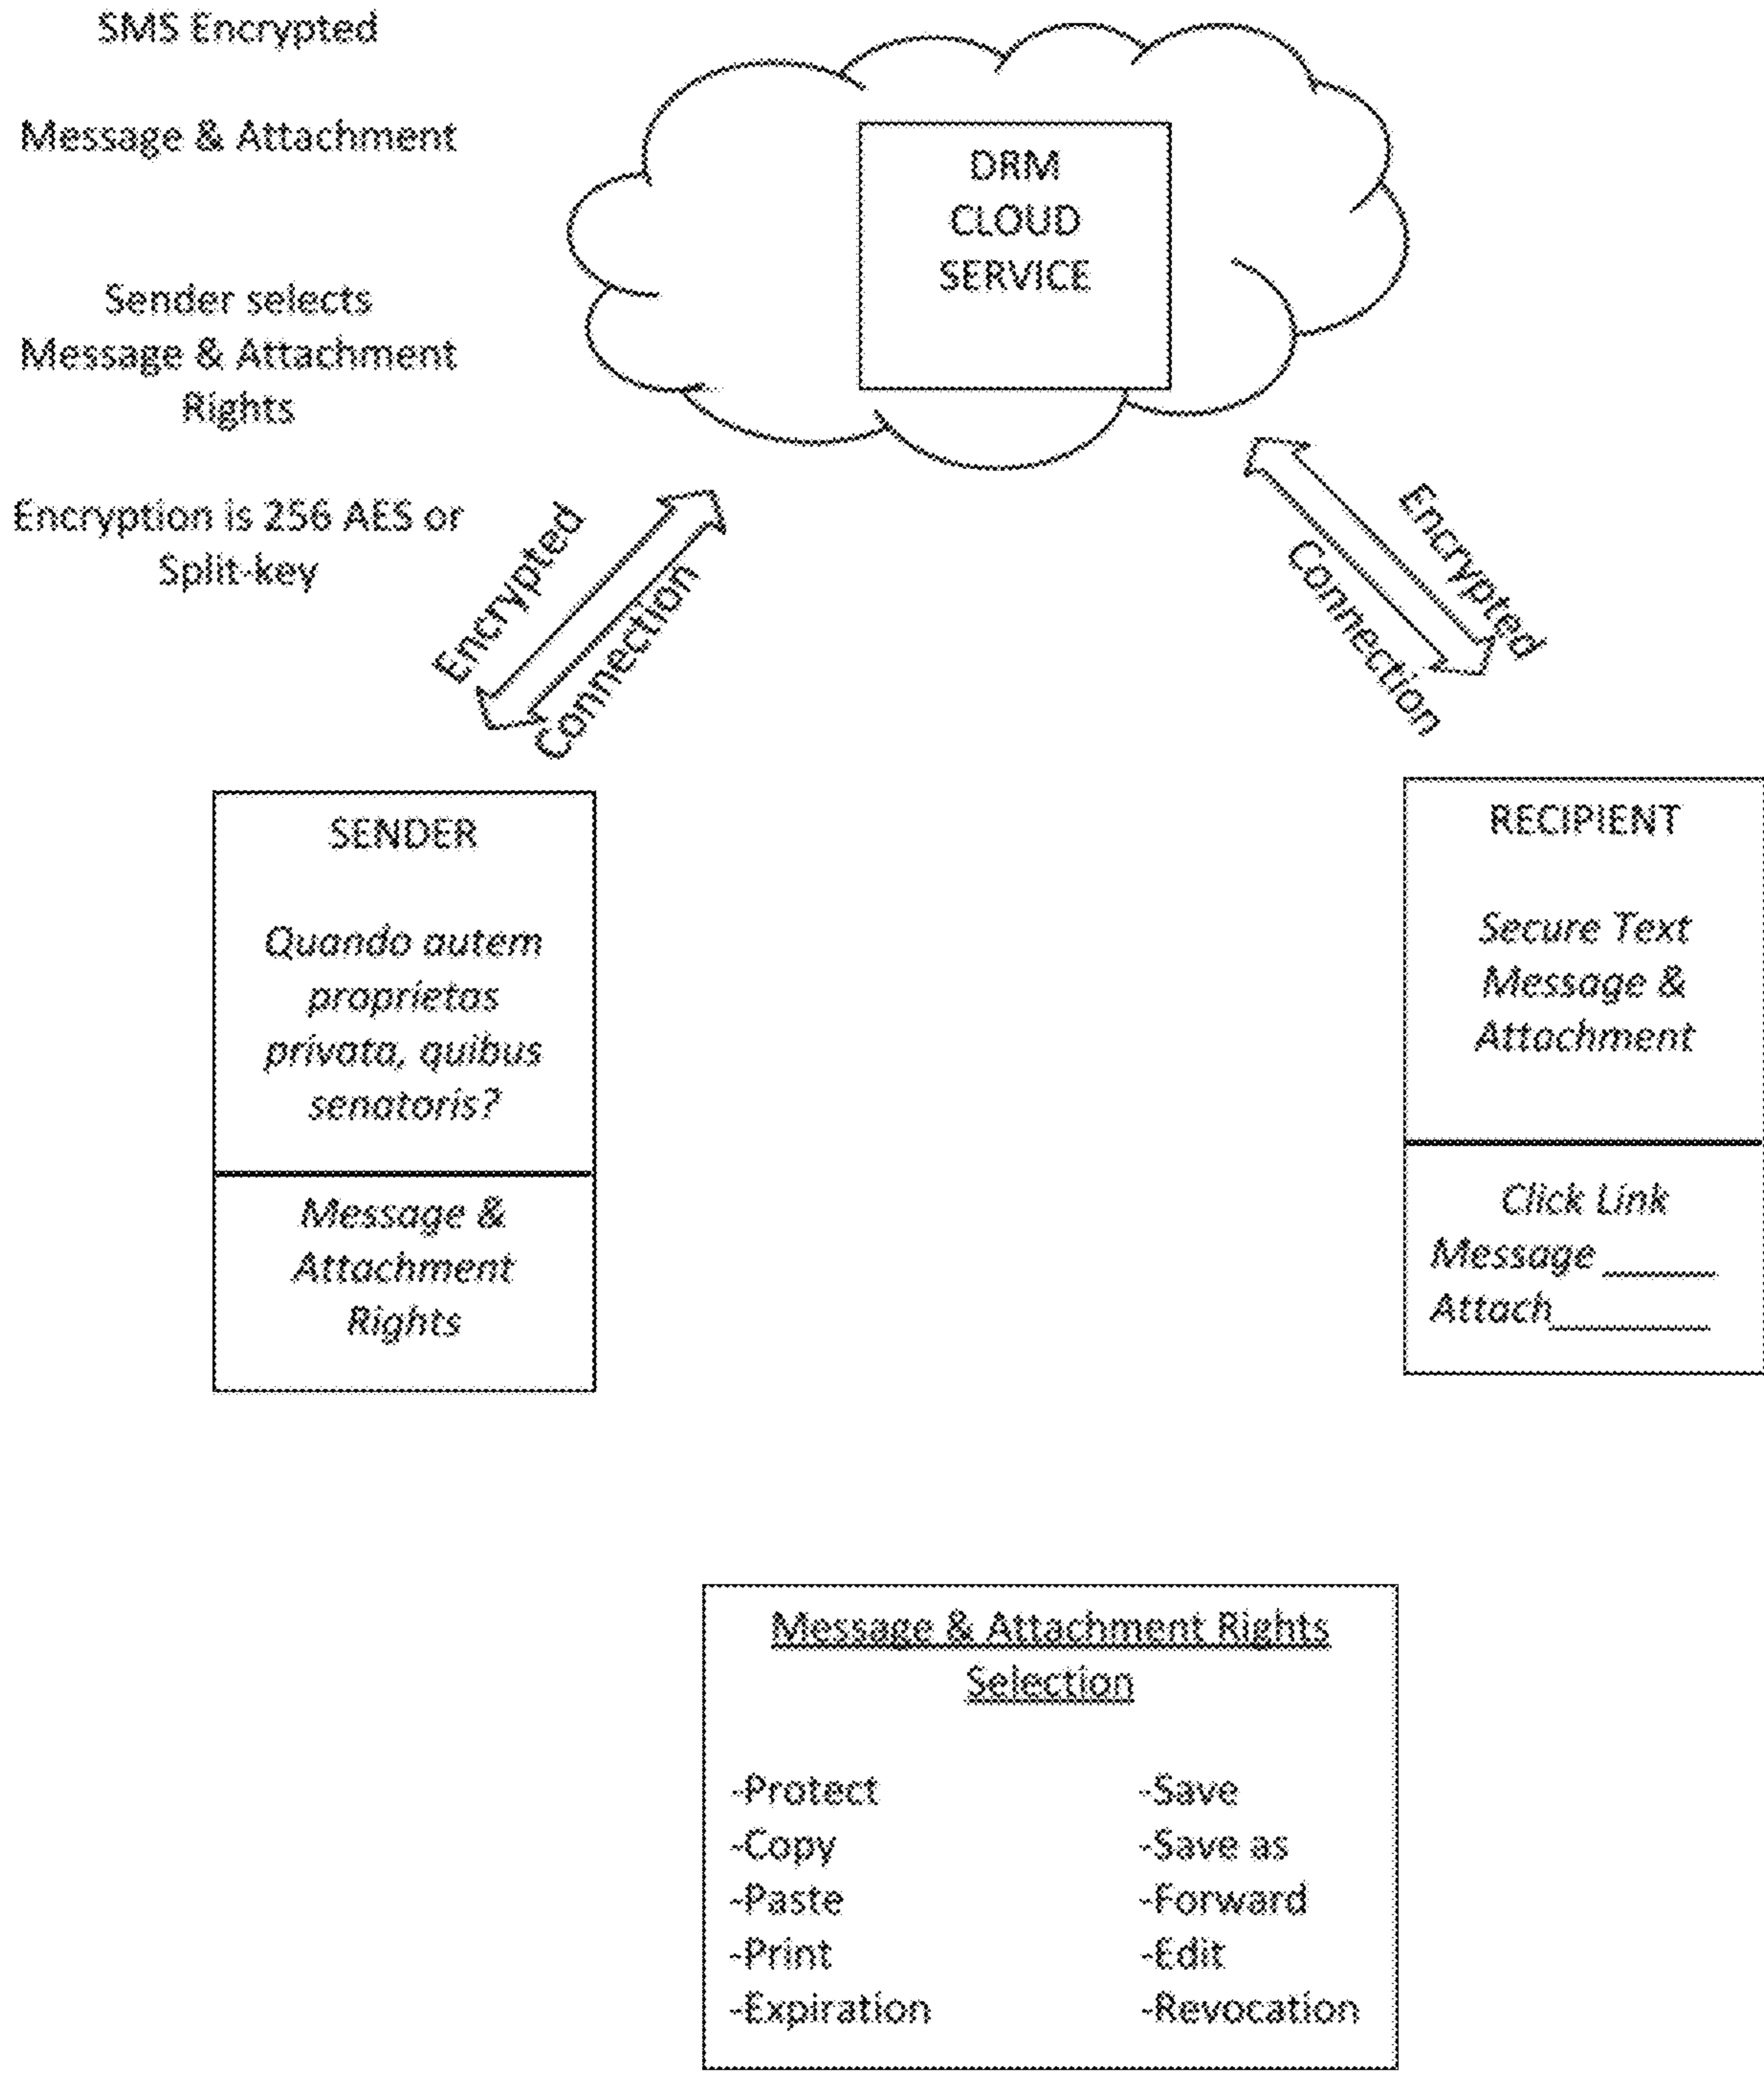 SMS Encrypted
Message & Attachment
Sender selects
Message & Attachment
Rights
Encryption is 256 AES or
Split-key
DRM
CLOUD
SERVICE
Encrypted
Connection
Encrypted
Connection
SENDER
Quando autem
proprietas
privata, quibus
senatoris?
Message &
Attachment
Rights
RECIPIENT
Secure Text
Message &
Attachment
Click Link
Message ______
Attach________
Message & Attachment Rights
Selection
-Protect
-Copy
-Paste
-Print
-Expiration
-Save
-Save as
-Forward
-Edit
-Revocation